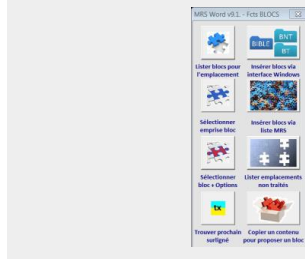 MRS Word v9.1. - Fcts BLOCS
BIBLE
BNT
BT
Lister blocs pour
l'emplacement
Insérer blocs via
interface Windows
Sélectionner
emprise bloc
Insérer blocs via
liste MRS
Sélectionner
bloc + Options
Lister emplacements
non traités
tx
Trouver prochain
surligné
Copier un contenu
pour proposer un bloc